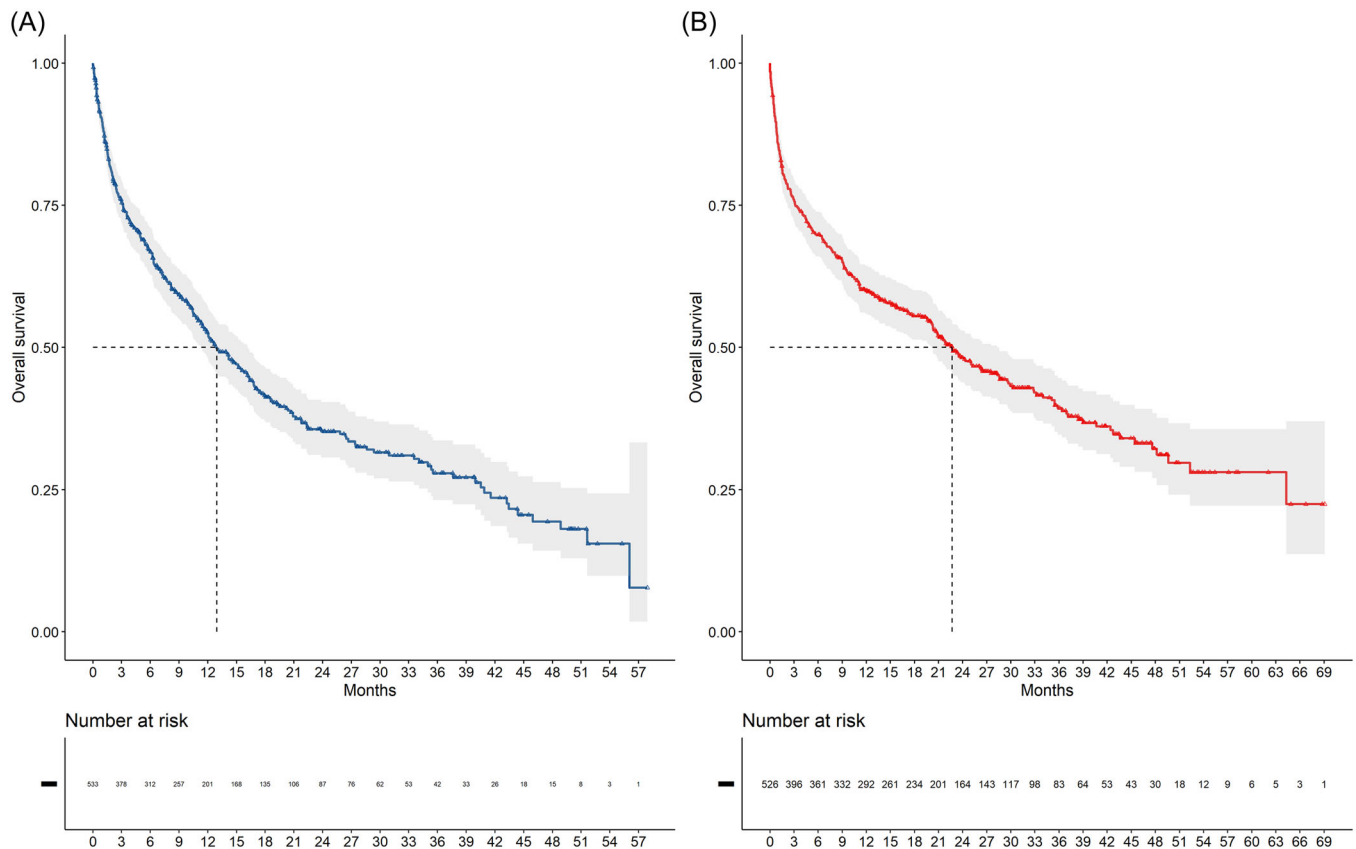 (A)
1.00
0.75
0.50
0.25
0.00
Overall survival
0 3 6 9 12 15 18 21 24 27 30 33 36 39 42 45 48 51 54 57
Months
Number at risk
533 378 312 257 201 168 135 106 87 76 62 53 42 33 26 18 15 8 3 1
0 3 6 9 12 15 18 21 24 27 30 33 36 39 42 45 48 51 54 57
(B)
1.00
0.75
0.50
0.25
0.00
Overall survival
0 3 6 9 12 15 18 21 24 27 30 33 36 39 42 45 48 51 54 57 60 63 66 69
Months
Number at risk
526 396 361 332 292 261 234 201 164 143 117 98 83 64 53 43 30 18 12 9 6 5 3 1
0 3 6 9 12 15 18 21 24 27 30 33 36 39 42 45 48 51 54 57 60 63 66 69